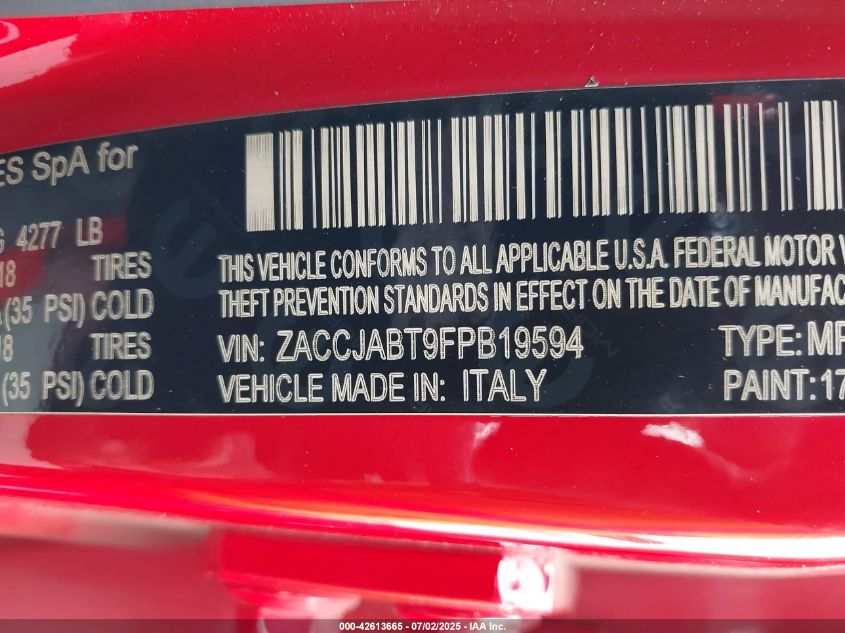 ES SpA for
G 4277 LB
18 TIRES
(35 PSI) COLD
18 TIRES
(35 PSI) COLD
THIS VEHICLE CONFORMS TO ALL APPLICABLE U.S.A. FEDERAL MOTOR V
THEFT PREVENTION STANDARDS IN EFFECT ON THE DATE OF MANUFAC
VIN: ZACCJABT9FPB19594 TYPE: MP
VEHICLE MADE IN: ITALY PAINT: 17
000-42613665 - 07/02/2025 - IAA Inc.